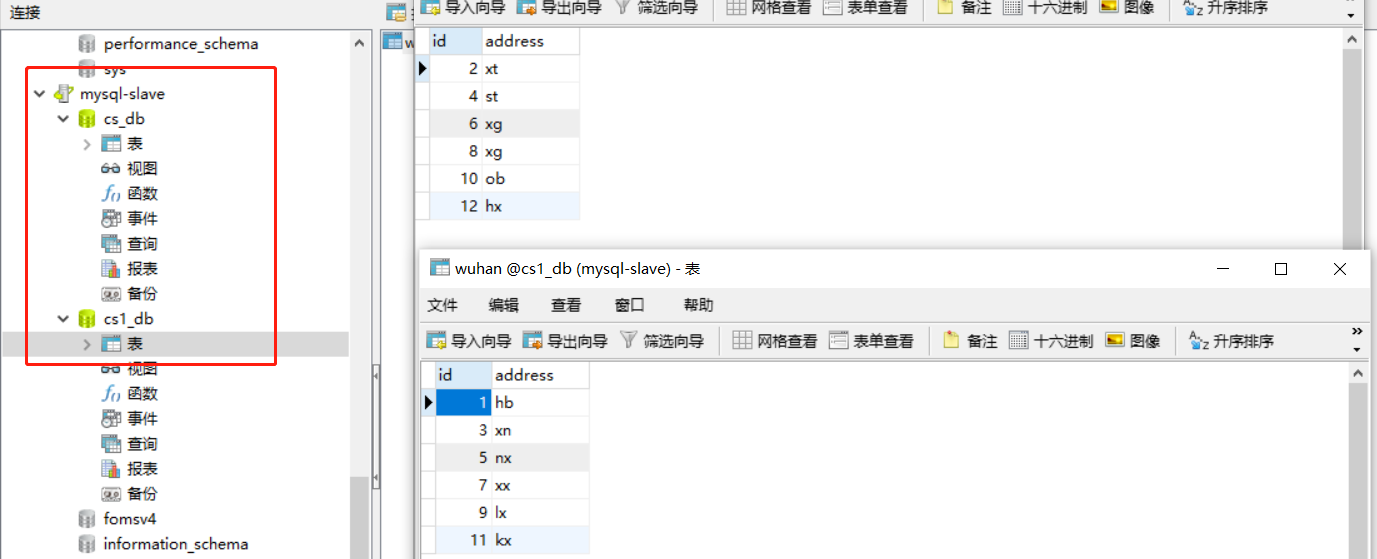 连接
performance_schema
sys
mysql-slave
cs_db
表
视图
函数
事件
查询
报表
备份
cs1_db
表
视图
函数
事件
查询
报表
备份
fomsv4
information_schema
w
导入向导 导出向导 筛选向导 网格查看 表单查看 备注 十六进制 图像 升序排序
id address
2 xt
4 st
6 xg
8 xg
10 ob
12 hx
wuhan @cs1_db (mysql-slave) - 表
文件 编辑 查看 窗口 帮助
导入向导 导出向导 筛选向导 网格查看 表单查看 备注 十六进制 图像 升序排序
id address
1 hb
3 xn
5 nx
7 xx
9 lx
11 kx